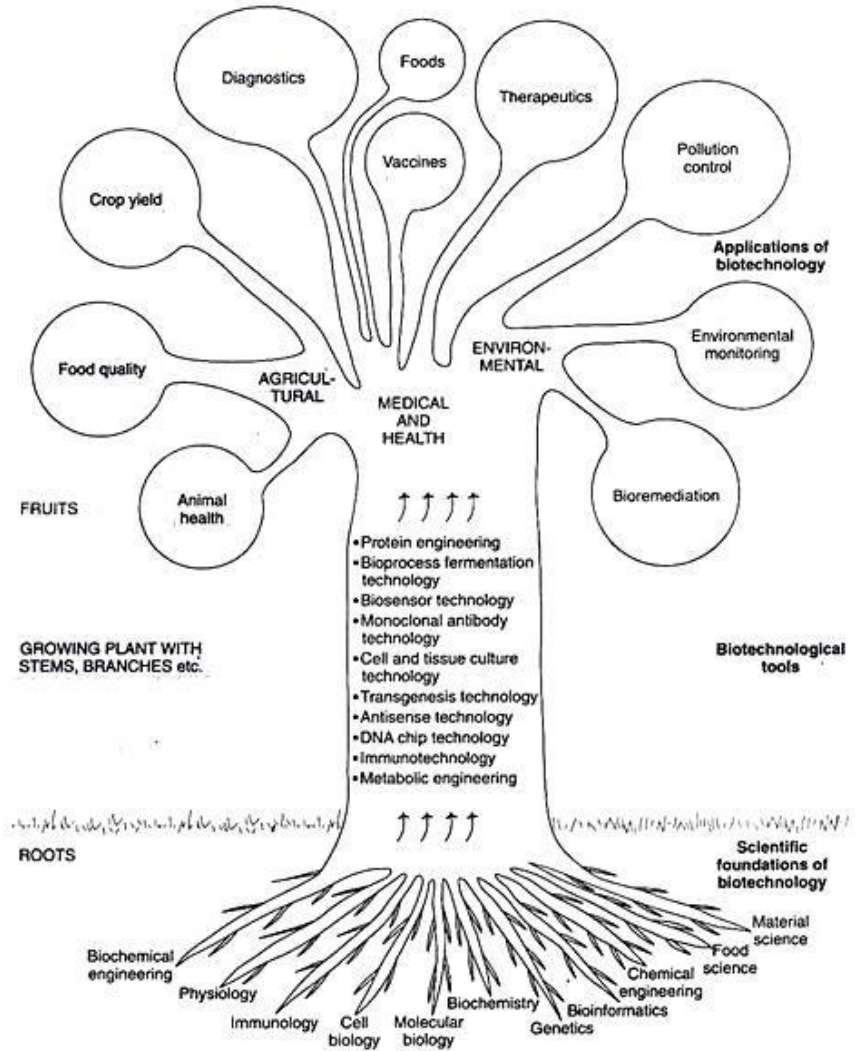 Diagnostics
Foods
Therapeutics
Vaccines
Pollution
control
Crop yield
Applications of
biotechnology
Food quality
Environmental
monitoring
AGRICUL-
TURAL
MEDICAL
AND
HEALTH
ENVIRON-
MENTAL
Animal
health
Bioremediation
FRUITS
•Protein engineering
•Bioprocess fermentation
technology
•Biosensor technology
•Monoclonal antibody
technology
•Cell and tissue culture
technology
•Transgenesis technology
•Antisense technology
•DNA chip technology
•Immunotechnology
•Metabolic engineering
GROWING PLANT WITH
STEMS, BRANCHES etc.
Biotechnological
tools
ROOTS
Scientific
foundations of
biotechnology
Biochemical
engineering
Physiology
Immunology
Cell
biology
Molecular
biology
Biochemistry
Genetics
Bioinformatics
Chemical
engineering
Food
science
Material
science